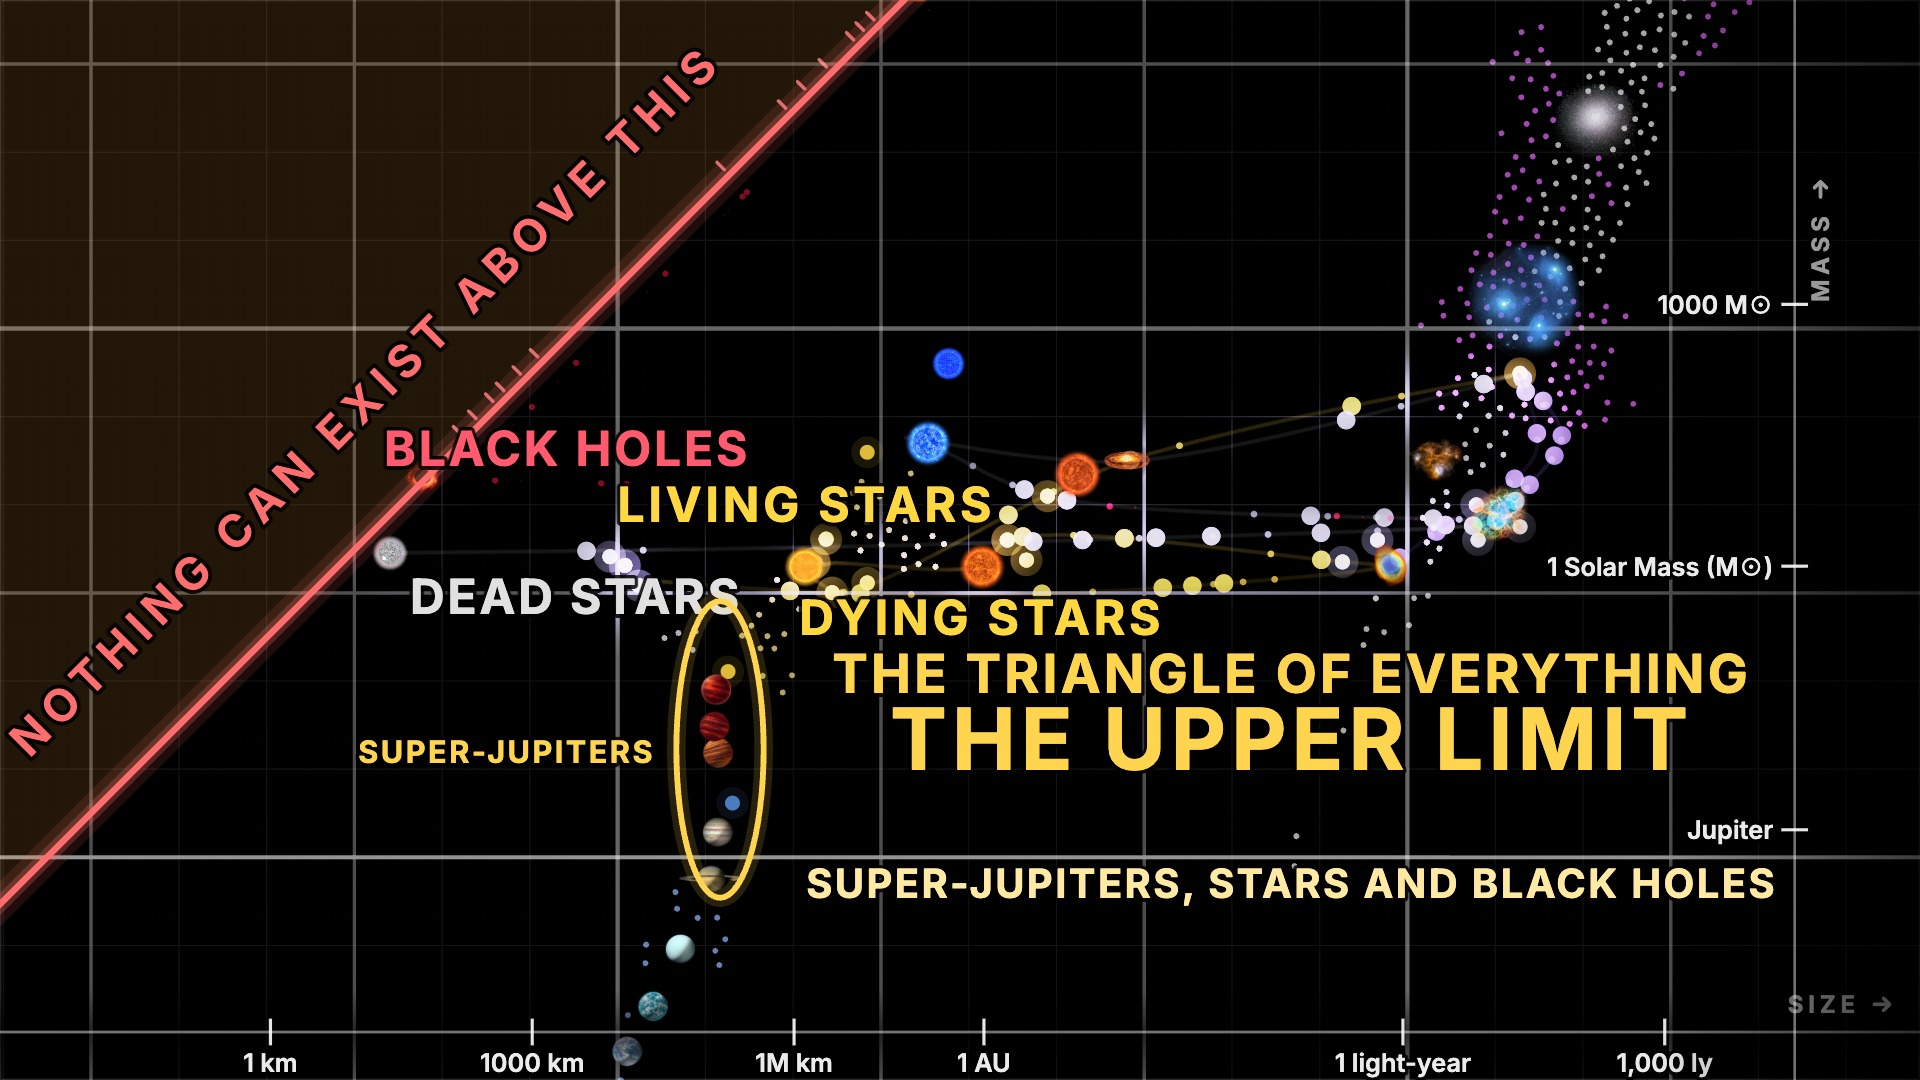 NOTHING CAN EXIST ABOVE THIS
MASS →
1000 M☉
BLACK HOLES
LIVING STARS
1 Solar Mass (M☉)
DEAD STARS
DYING STARS
THE TRIANGLE OF EVERYTHING
THE UPPER LIMIT
SUPER-JUPITERS
Jupiter
SUPER-JUPITERS, STARS AND BLACK HOLES
SIZE →
1 km
1000 km
1M km
1 AU
1 light-year
1,000 ly